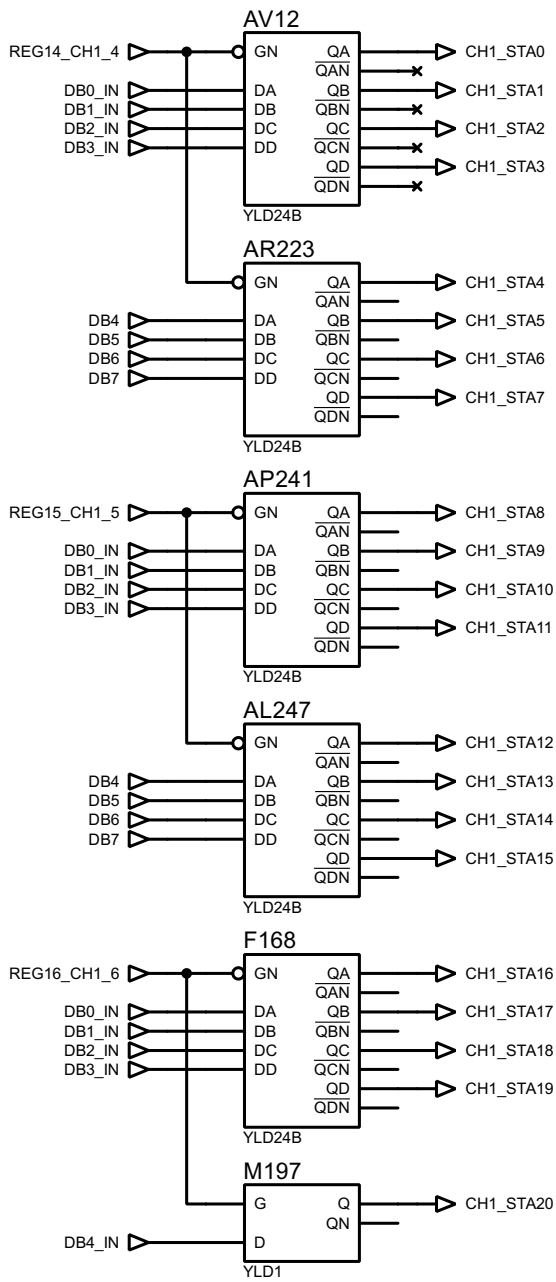 AV12
REG14_CH1_4 GN QA CH1_STA0
QAN
DB0_IN DA QB CH1_STA1
DB1_IN DB QBN
DB2_IN DC QC CH1_STA2
DB3_IN DD QCN
QD CH1_STA3
QDN
YLD24B
AR223
GN QA CH1_STA4
QAN
DB4 DA QB CH1_STA5
DB5 DB QBN
DB6 DC QC CH1_STA6
DB7 DD QCN
QD CH1_STA7
QDN
YLD24B
AP241
REG15_CH1_5 GN QA CH1_STA8
QAN
DB0_IN DA QB CH1_STA9
DB1_IN DB QBN
DB2_IN DC QC CH1_STA10
DB3_IN DD QCN
QD CH1_STA11
QDN
YLD24B
AL247
GN QA CH1_STA12
QAN
DB4 DA QB CH1_STA13
DB5 DB QBN
DB6 DC QC CH1_STA14
DB7 DD QCN
QD CH1_STA15
QDN
YLD24B
F168
REG16_CH1_6 GN QA CH1_STA16
QAN
DB0_IN DA QB CH1_STA17
DB1_IN DB QBN
DB2_IN DC QC CH1_STA18
DB3_IN DD QCN
QD CH1_STA19
QDN
YLD24B
M197
G Q CH1_STA20
QN
DB4_IN D
YLD1